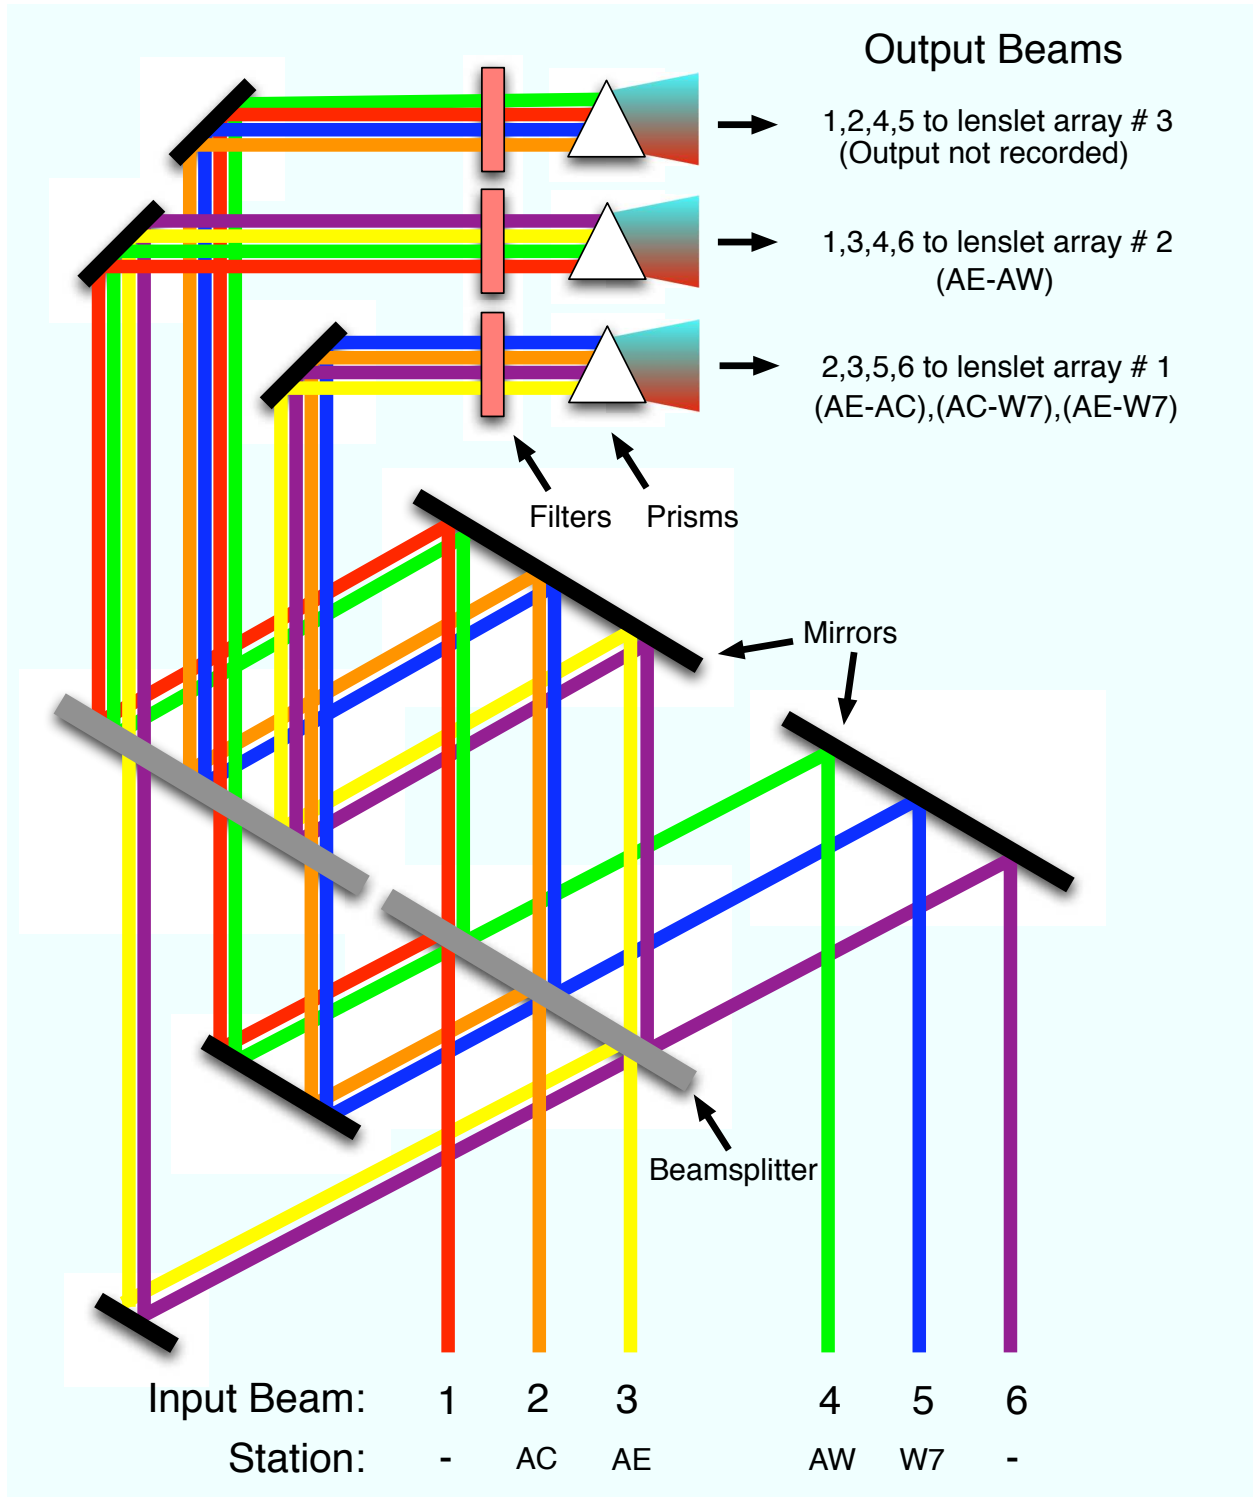 Output Beams
1,2,4,5 to lenslet array # 3
(Output not recorded)
1,3,4,6 to lenslet array # 2
(AE-AW)
2,3,5,6 to lenslet array # 1
(AE-AC),(AC-W7),(AE-W7)
Filters Prisms
Mirrors
Beamsplitter
Input Beam: 1 2 3 4 5 6
Station: - AC AE AW W7 -